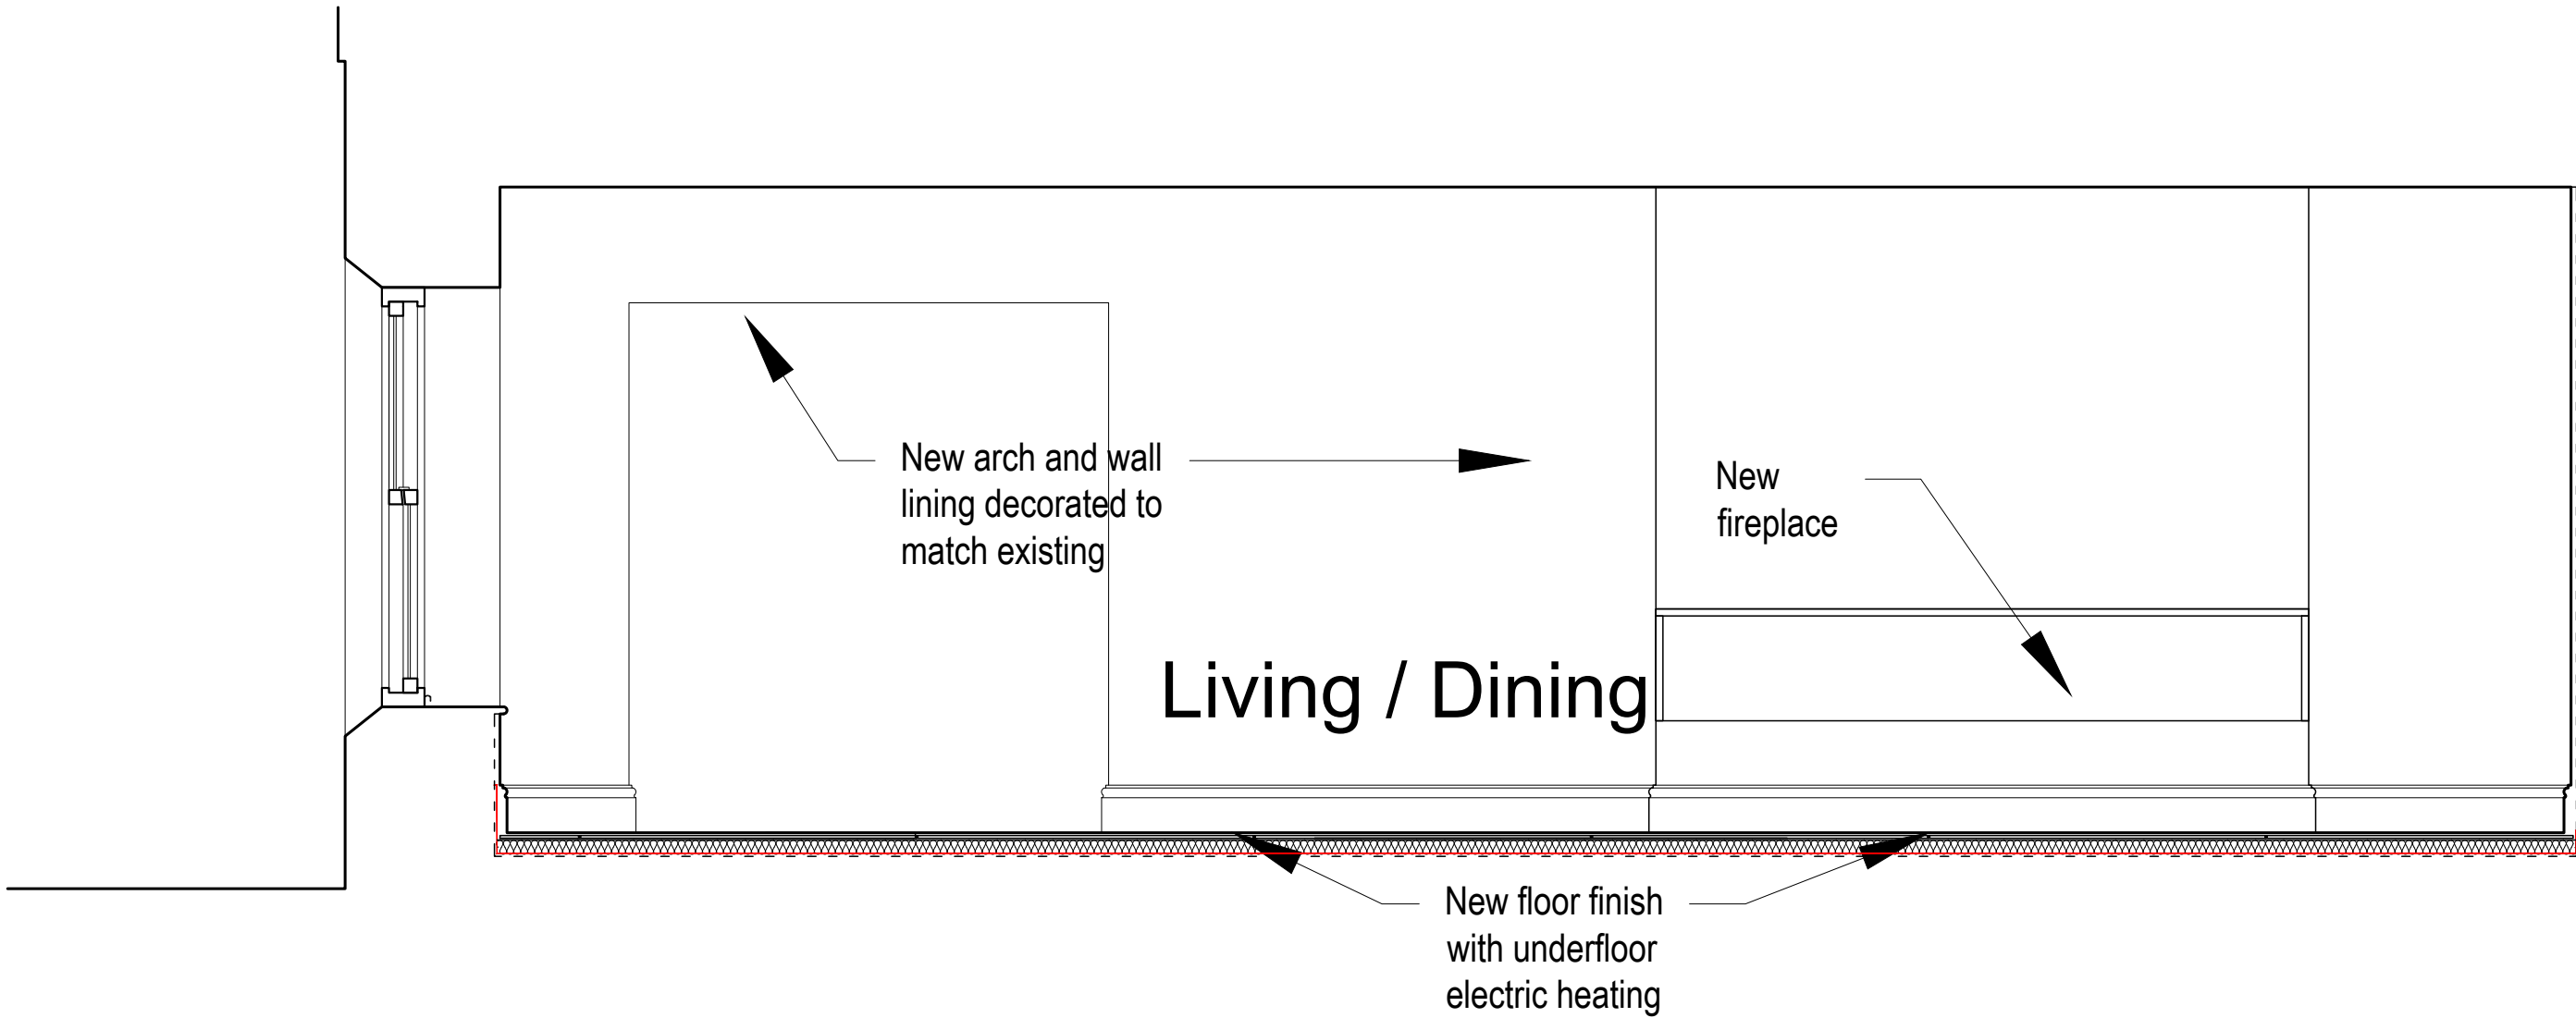 New arch and wall
lining decorated to
match existing
New
fireplace
Living / Dining
New floor finish
with underfloor
electric heating